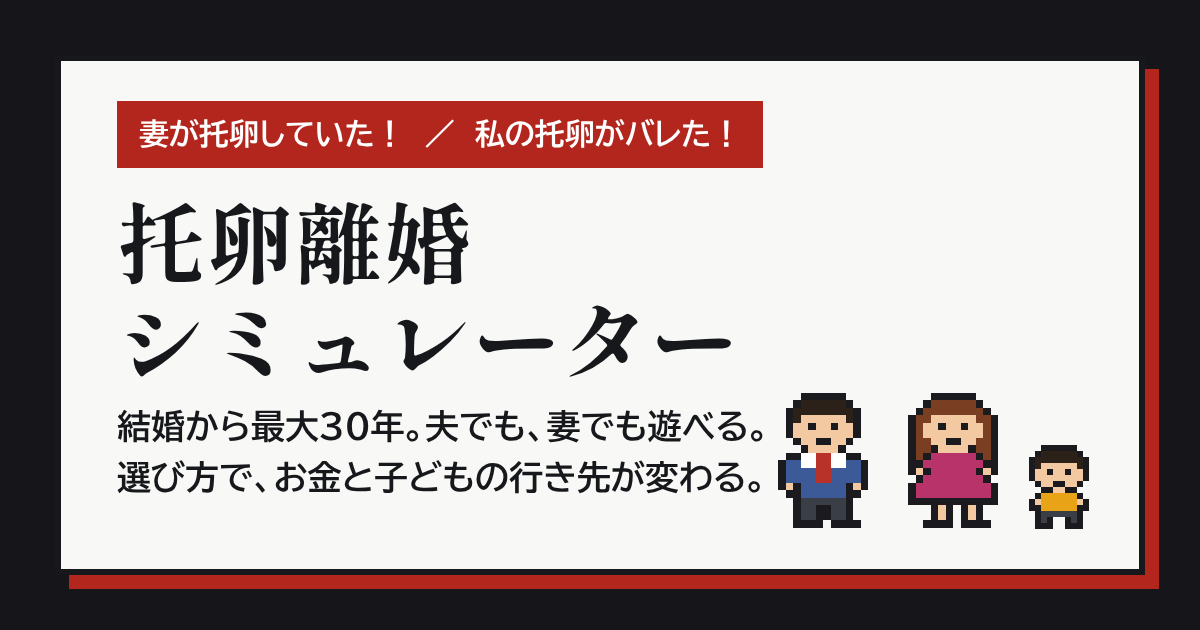 妻が托卵していた！ ／ 私の托卵がバレた！
托卵離婚
シミュレーター
結婚から最大30年。夫でも、妻でも遊べる。
選び方で、お金と子どもの行き先が変わる。